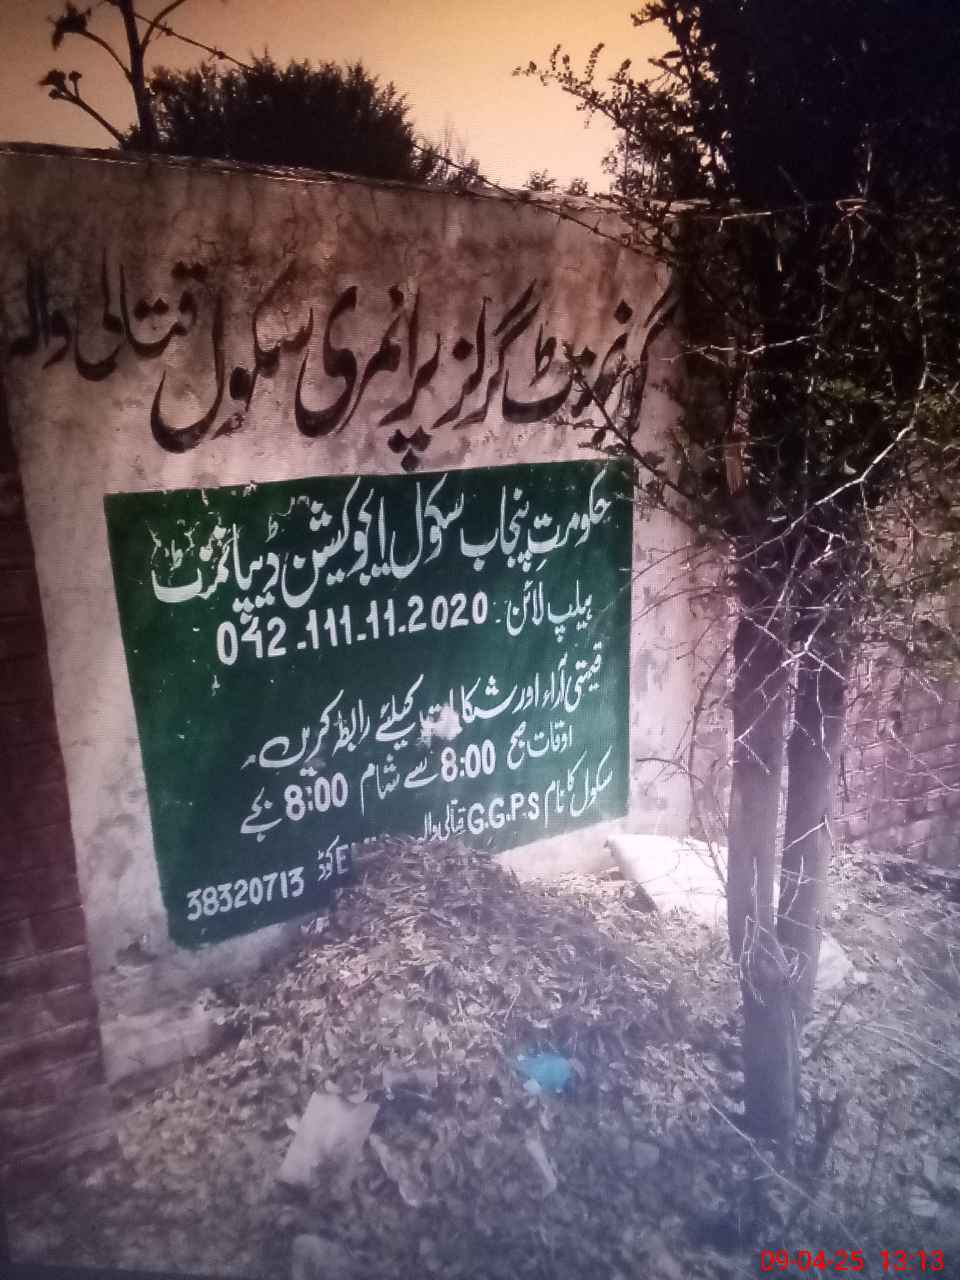 گورنمنٹ گرلز پرائمری سکول قتالی والہ
حکومتِ پنجاب سکول ایجوکیشن ڈیپارٹمنٹ
ہیلپ لائن: 042-111-11-2020
قیمتی آراء اور شکایات کیلئے رابطہ کریں۔
اوقات صبح 8:00 سے شام 8:00 بجے
سکول کا نام G.G.P.S قتالی والہ
کوڈ 38320713
09-04-25 13:13